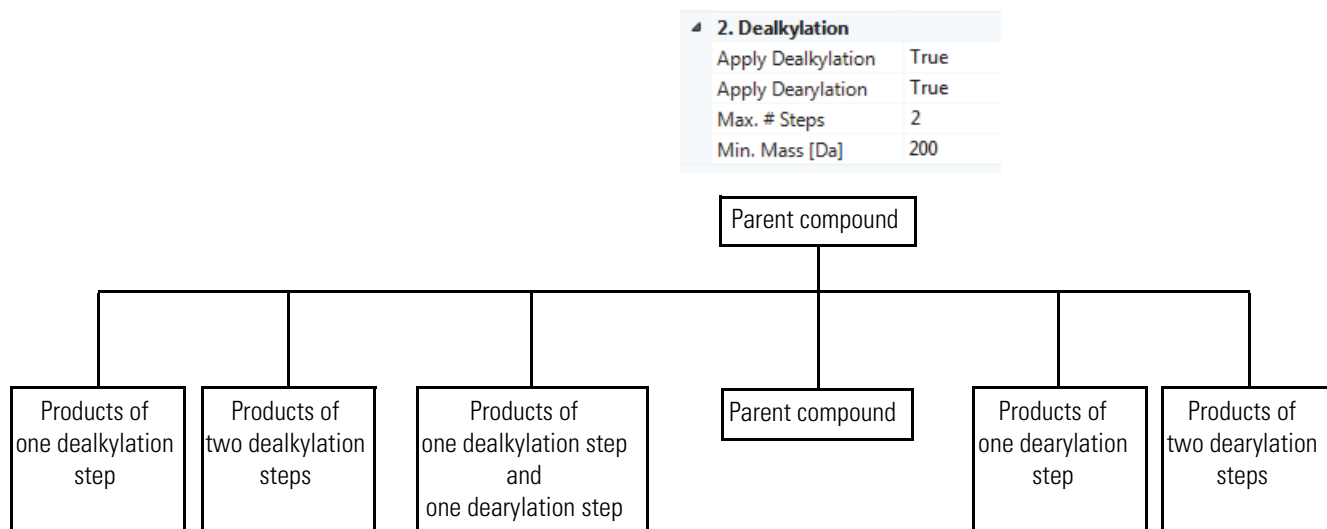 2. Dealkylation
Apply Dealkylation True
Apply Dearylation True
Max. # Steps 2
Min. Mass [Da] 200
Parent compound
Products of
one dealkylation
step
Products of
two dealkylation
steps
Products of
one dealkylation step
and
one dearylation step
Parent compound
Products of
one dearylation
step
Products of
two dearylation
steps